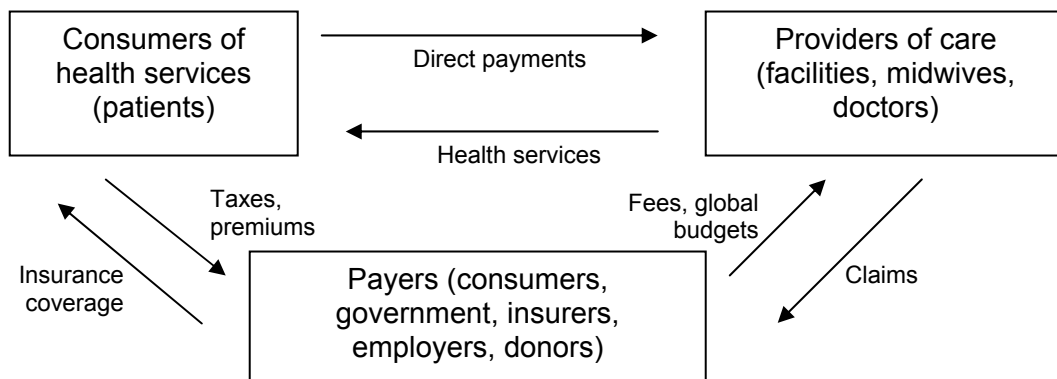 Consumers of
health services
(patients)
Direct payments
Health services
Providers of care
(facilities, midwives,
doctors)
Taxes,
premiums
Insurance
coverage
Fees, global
budgets
Claims
Payers (consumers,
government, insurers,
employers, donors)